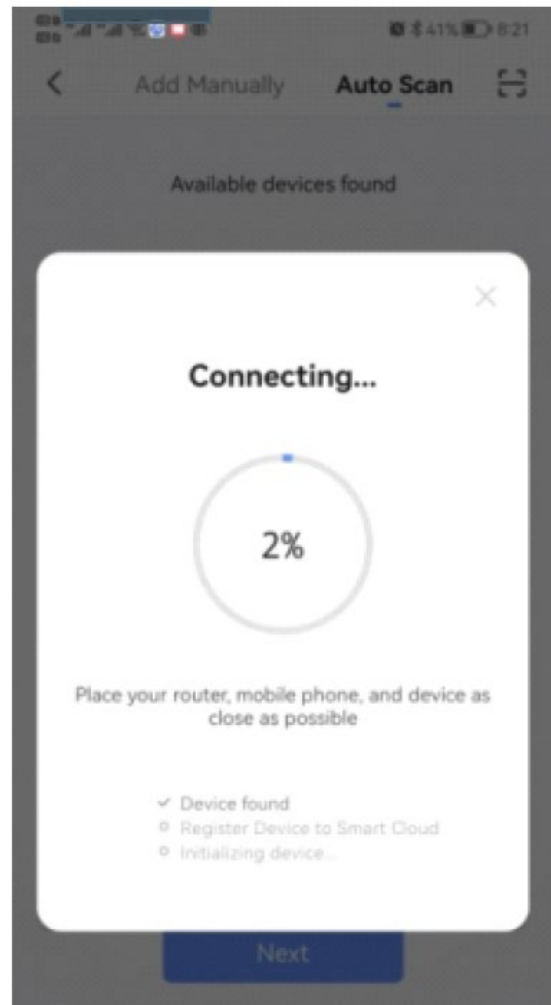 41% 8:21
Add Manually Auto Scan
Available devices found
Connecting...
2%
Place your router, mobile phone, and device as
close as possible
Device found
Register Device to Smart Cloud
Initializing device...
Next